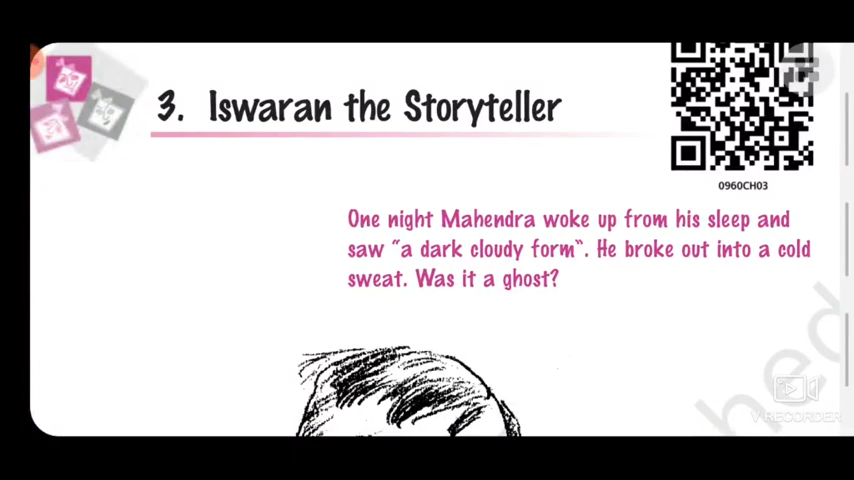 3. Iswaran the Storyteller
0960CH03
One night Mahendra woke up from his sleep and
saw “a dark cloudy form“. He broke out into a cold
sweat. Was it a ghost?
hed
V RECORDER